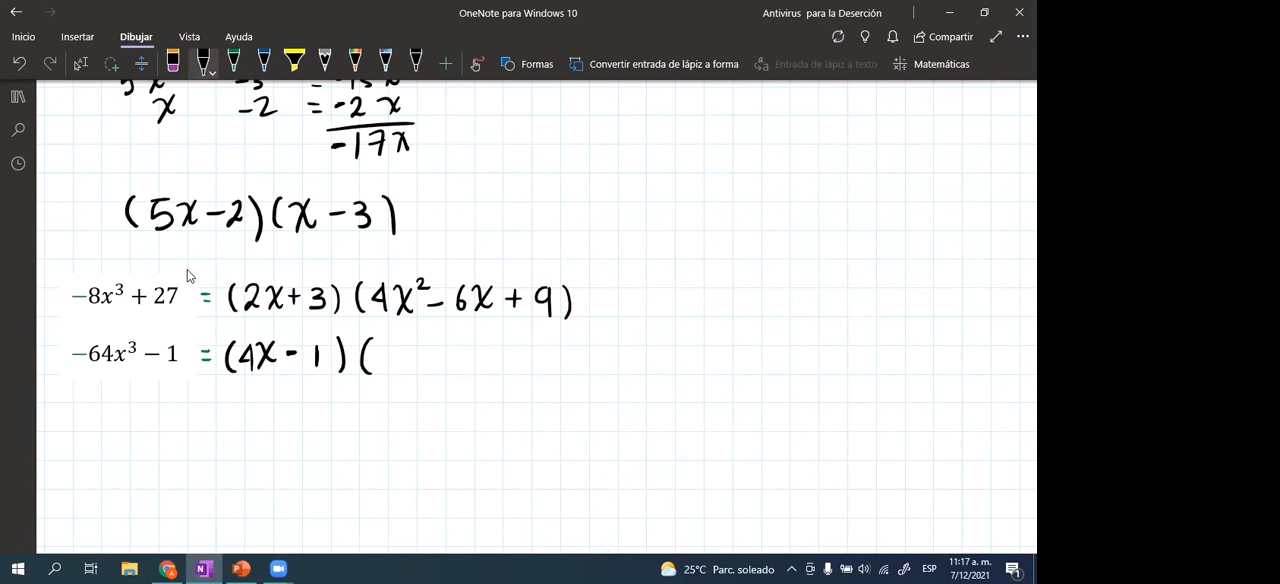 OneNote para Windows 10
Antivirus para la Deserción
Inicio Insertar Dibujar Vista Ayuda
Compartir
Formas Convertir entrada de lápiz a forma Entrada de lápiz a texto Matemáticas
x -2 = -2x
-17x
(5x-2)(x-3)
-8x³ + 27 = (2x+3)(4x²-6x+9)
-64x³ - 1 = (4x-1)(
25°C Parc. soleado ESP 11:17 a. m.
7/12/2021 1